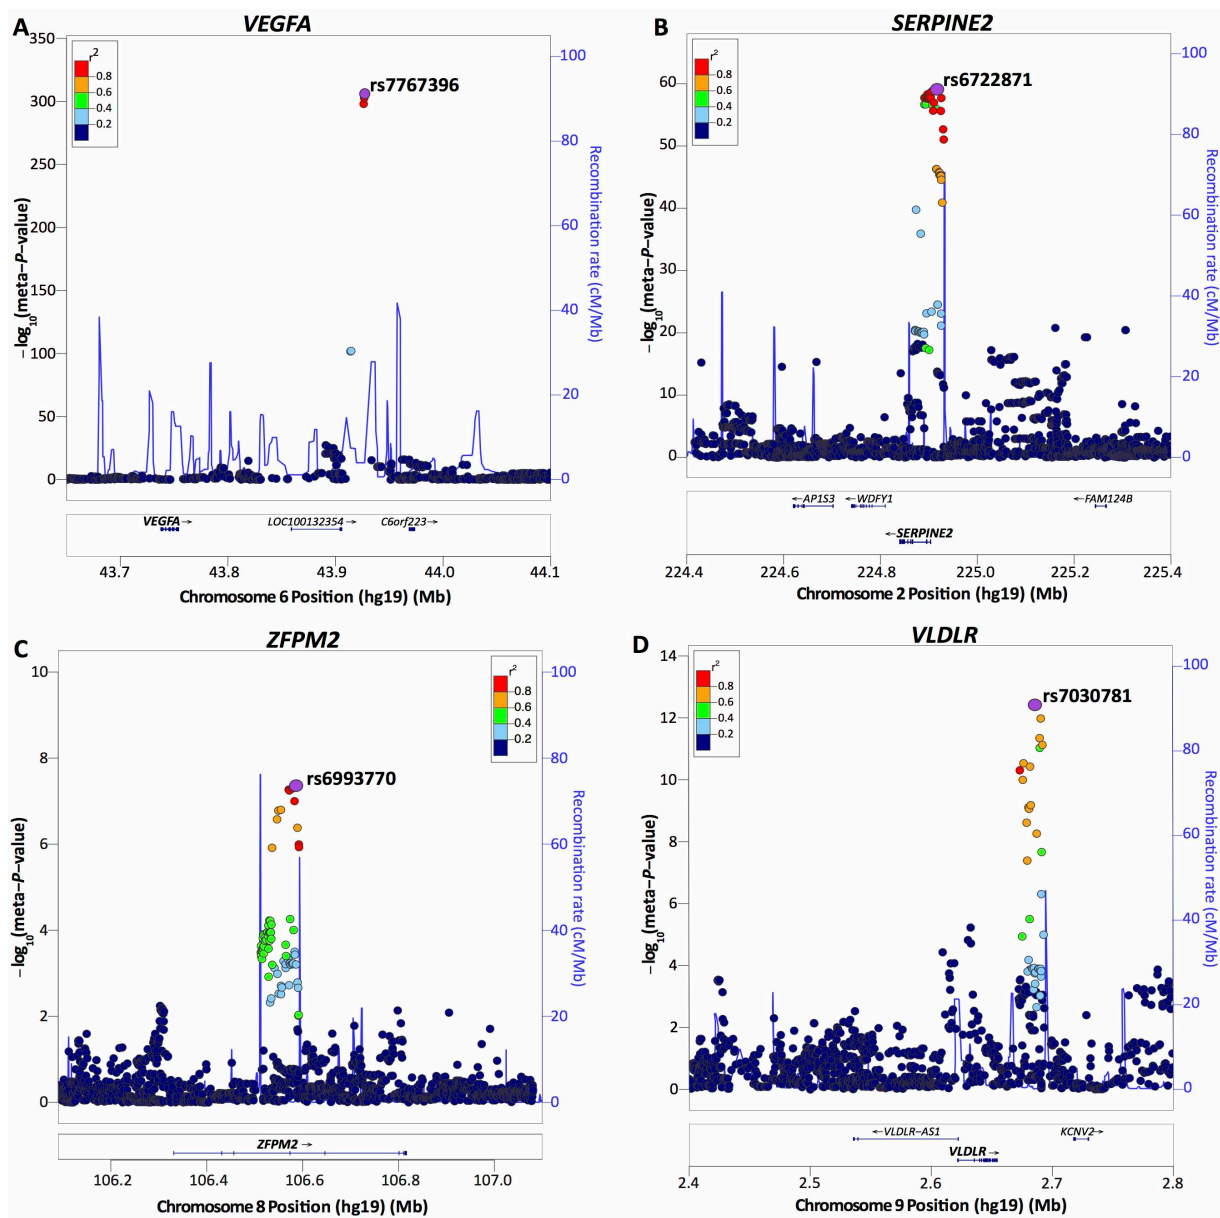 A
VEGFA
350
300
250
200
150
100
50
0
−log10(meta−P−value)
r2
0.8
0.6
0.4
0.2
rs7767396
100
80
60
40
20
0
Recombination rate (cM/Mb)
VEGFA→
LOC100132354→
C6orf223→
43.7
43.8
43.9
44.0
44.1
Chromosome 6 Position (hg19) (Mb)
B
SERPINE2
60
50
40
30
20
10
0
−log10(meta−P−value)
r2
0.8
0.6
0.4
0.2
rs6722871
100
80
60
40
20
0
Recombination rate (cM/Mb)
←AP1S3
←WDFY1
←FAM124B
←SERPINE2
224.4
224.6
224.8
225.0
225.2
225.4
Chromosome 2 Position (hg19) (Mb)
C
ZFPM2
10
8
6
4
2
0
−log10(meta−P−value)
r2
0.8
0.6
0.4
0.2
rs6993770
100
80
60
40
20
0
Recombination rate (cM/Mb)
ZFPM2→
106.2
106.4
106.6
106.8
107.0
Chromosome 8 Position (hg19) (Mb)
D
VLDLR
14
12
10
8
6
4
2
0
−log10(meta−P−value)
r2
0.8
0.6
0.4
0.2
rs7030781
100
80
60
40
20
0
Recombination rate (cM/Mb)
←VLDLR−AS1
KCNV2→
VLDLR→
2.4
2.5
2.6
2.7
2.8
Chromosome 9 Position (hg19) (Mb)